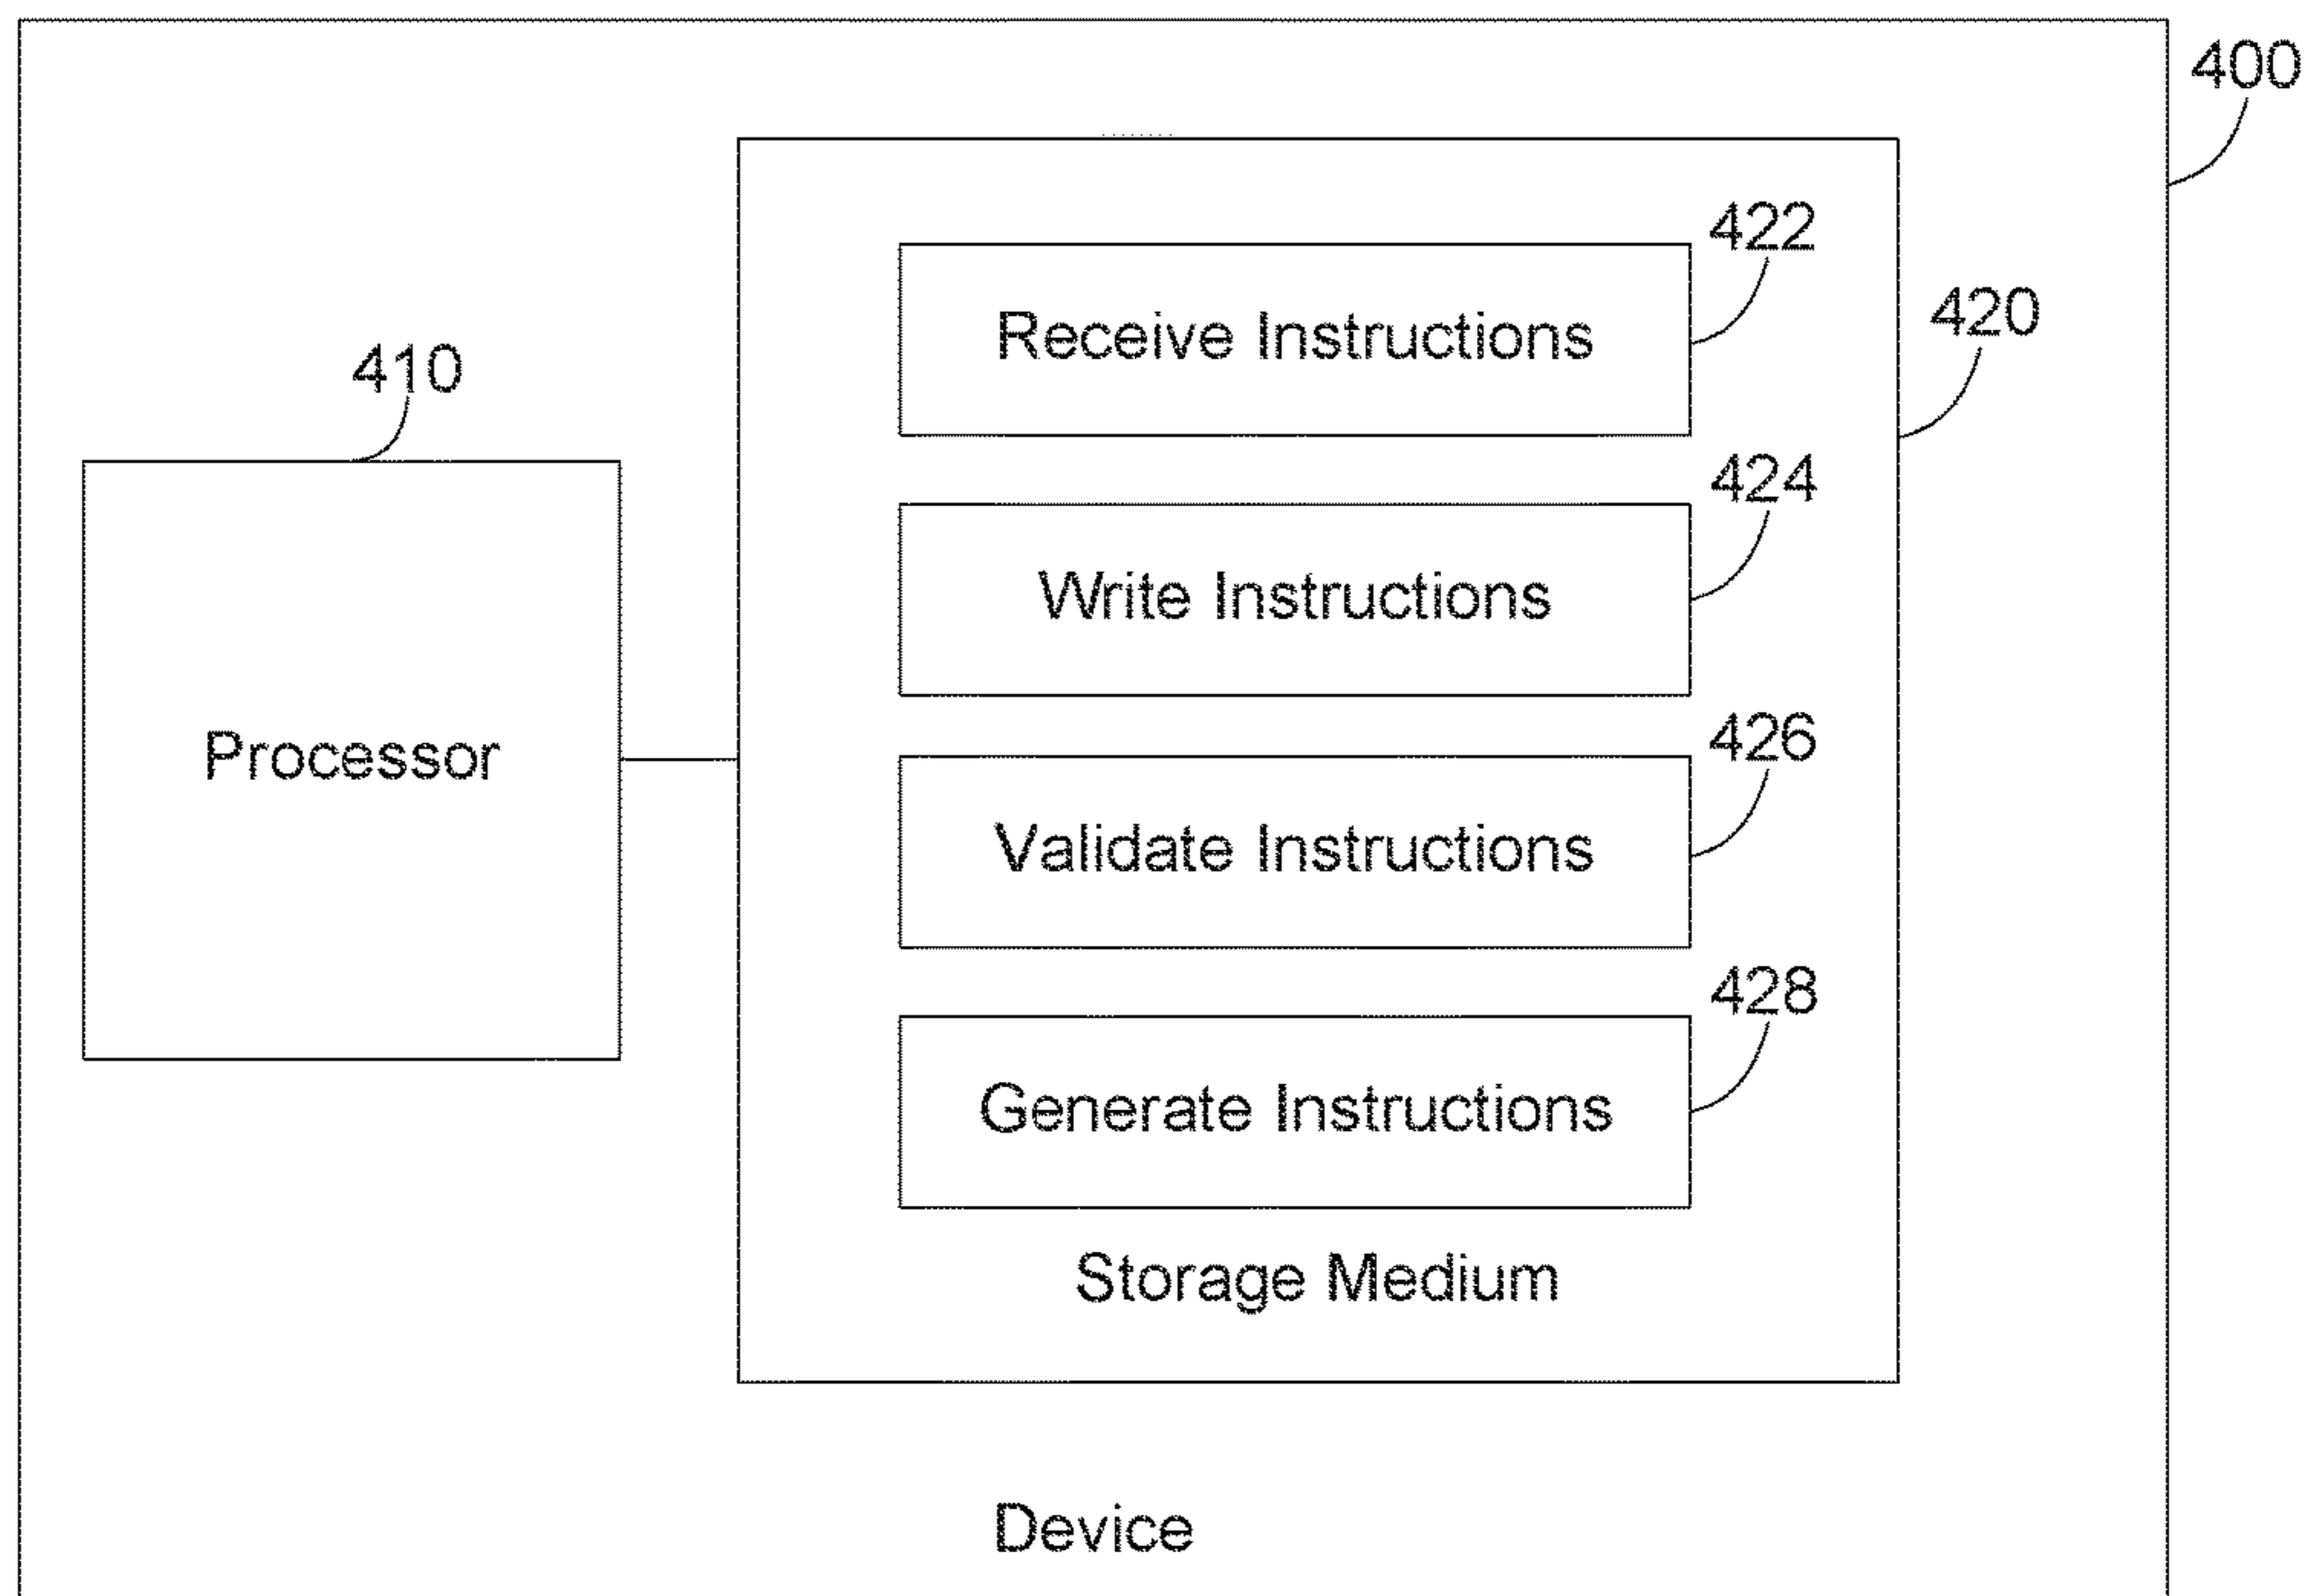 400
422
Receive Instructions
420
410
424
Write Instructions
Processor
426
Validate Instructions
428
Generate Instructions
Storage Medium
Device